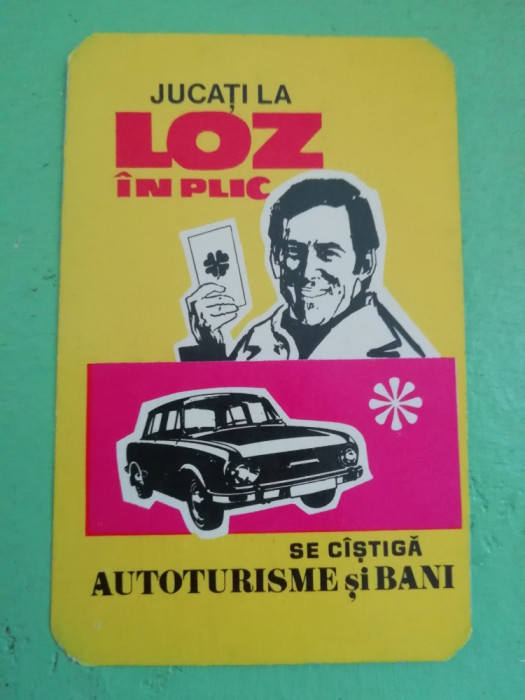 JUCAȚI LA
LOZ
ÎN PLIC
SE CÎȘTIGĂ
AUTOTURISME și BANI